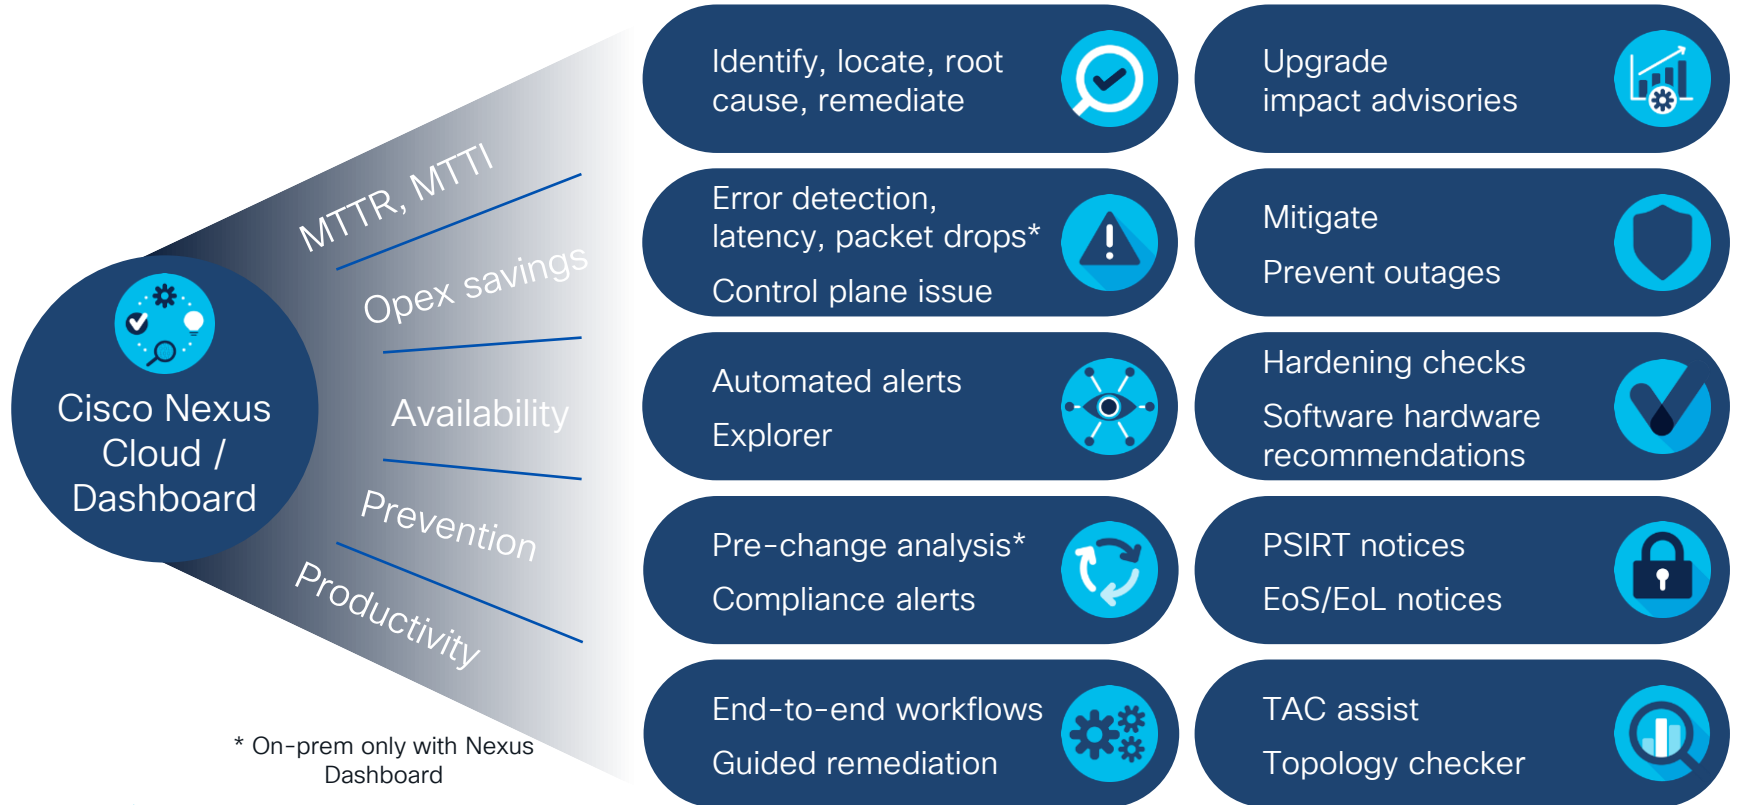 Cisco Nexus
Cloud /
Dashboard
MTTR, MTTI
Opex savings
Availability
Prevention
Productivity
* On-prem only with Nexus
Dashboard
Identify, locate, root
cause, remediate
Upgrade
impact advisories
Error detection,
latency, packet drops*
Control plane issue
Mitigate
Prevent outages
Automated alerts
Explorer
Hardening checks
Software hardware
recommendations
Pre-change analysis*
Compliance alerts
PSIRT notices
EoS/EoL notices
End-to-end workflows
Guided remediation
TAC assist
Topology checker